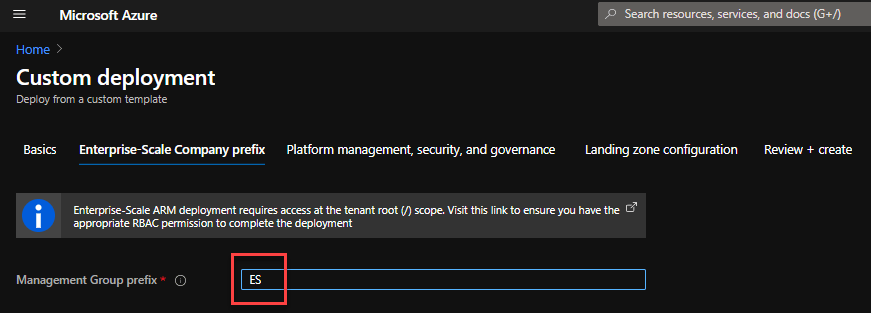 Microsoft Azure
Search resources, services, and docs (G+/)
Home >
Custom deployment
Deploy from a custom template
Basics Enterprise-Scale Company prefix Platform management, security, and governance Landing zone configuration Review + create
Enterprise-Scale ARM deployment requires access at the tenant root (/) scope. Visit this link to ensure you have the
appropriate RBAC permission to complete the deployment
Management Group prefix * ES